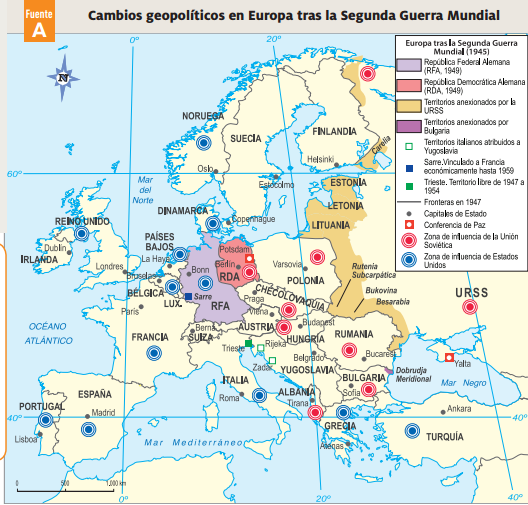 Fuente
A
Cambios geopolíticos en Europa tras la Segunda Guerra Mundial
Europa tras la Segunda Guerra
Mundial (1945)
República Federal Alemana
(RFA, 1949)
República Democrática Alemana
(RDA, 1949)
Territorios anexionados por la
URSS
Territorios anexionados por
Bulgaria
Territorios italianos atribuidos a
Yugoslavia
Sarre.Vinculado a Francia
económicamente hasta 1959
Trieste. Territorio libre de 1947 a
1954
Fronteras en 1947
Capitales de Estado
Conferencia de Paz
Zona de influencia de la Unión
Soviética
Zona de influencia de Estados
Unidos
20°
0°
20°
40°
N
60°
NORUEGA
SUECIA
FINLANDIA
Carelia
Oslo
Helsinki
Estocolmo
Mar
del
Norte
ESTONIA
LETONIA
LITUANIA
DINAMARCA
Copenhague
REINO UNIDO
Dublín
IRLANDA
Londres
PAÍSES
BAJOS
La Haya
Bruselas
BÉLGICA
LUX.
Bonn
Sarre
RFA
Potsdam
Berlín
RDA
Varsovia
POLONIA
Rutenia
Subcarpática
Bukovina
Besarabia
URSS
París
Praga
CHECOLOVAQUIA
Viena
AUSTRIA
Budapest
HUNGRÍA
Berna
SUIZA
OCÉANO
ATLÁNTICO
FRANCIA
Trieste
Rijeka
Zadar
RUMANIA
Bucarest
Belgrado
YUGOSLAVIA
Dobrudja
Meridional
Yalta
Mar Negro
BULGARIA
Sofía
ITALIA
Roma
ALBANIA
Tirana
PORTUGAL
Lisboa
ESPAÑA
Madrid
40°
40°
Mar Mediterráneo
GRECIA
Atenas
Ankara
TURQUÍA
0
500
1,000 km
0°
20°
40°